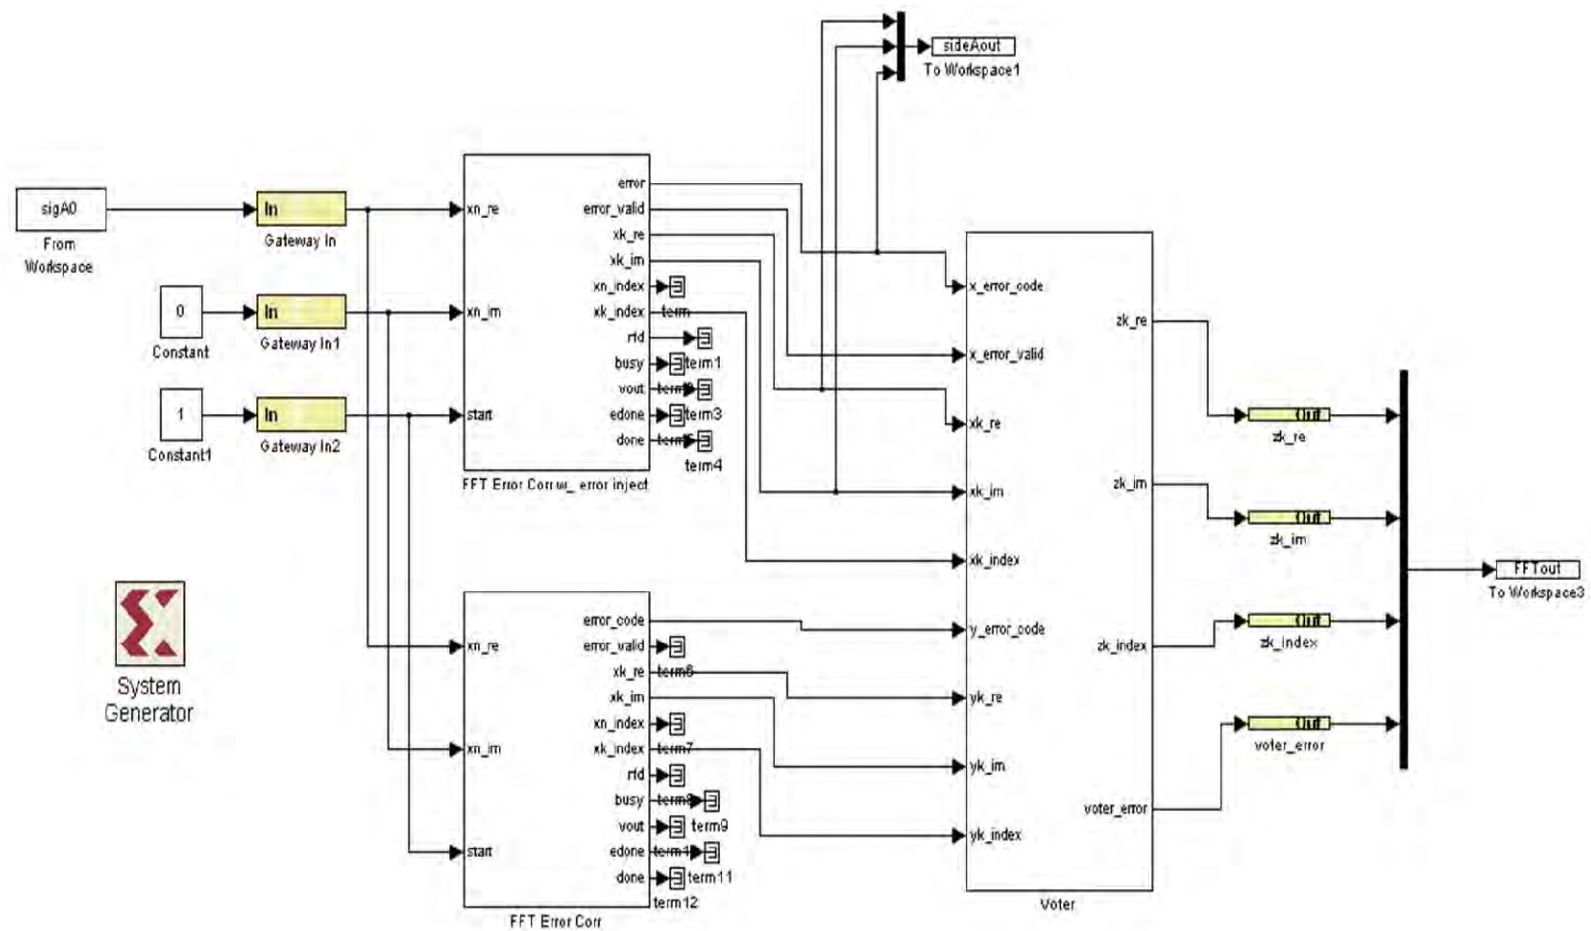 sideAout
To Workspace1
sigA0
From
Workspace
In
Gateway In
0
Constant
In
Gateway In1
1
Constant1
In
Gateway In2
xn_re
xn_im
start
error
error_valid
xk_re
xk_im
xn_index
xk_index
rfd
busy
vout
edone
done
term
term1
term3
term4
FFT Error Corr w_ error inject
System
Generator
xn_re
xn_im
start
error_code
error_valid
xk_re
xk_im
xn_index
xk_index
rfd
busy
vout
edone
done
term6
term7
term8
term9
term11
term12
FFT Error Corr
x_error_code
x_error_valid
xk_re
xk_im
xk_index
y_error_code
yk_re
yk_im
yk_index
zk_re
zk_im
zk_index
voter_error
Voter
Out
zk_re
Out
zk_im
Out
zk_index
Out
voter_error
FFTout
To Workspace3